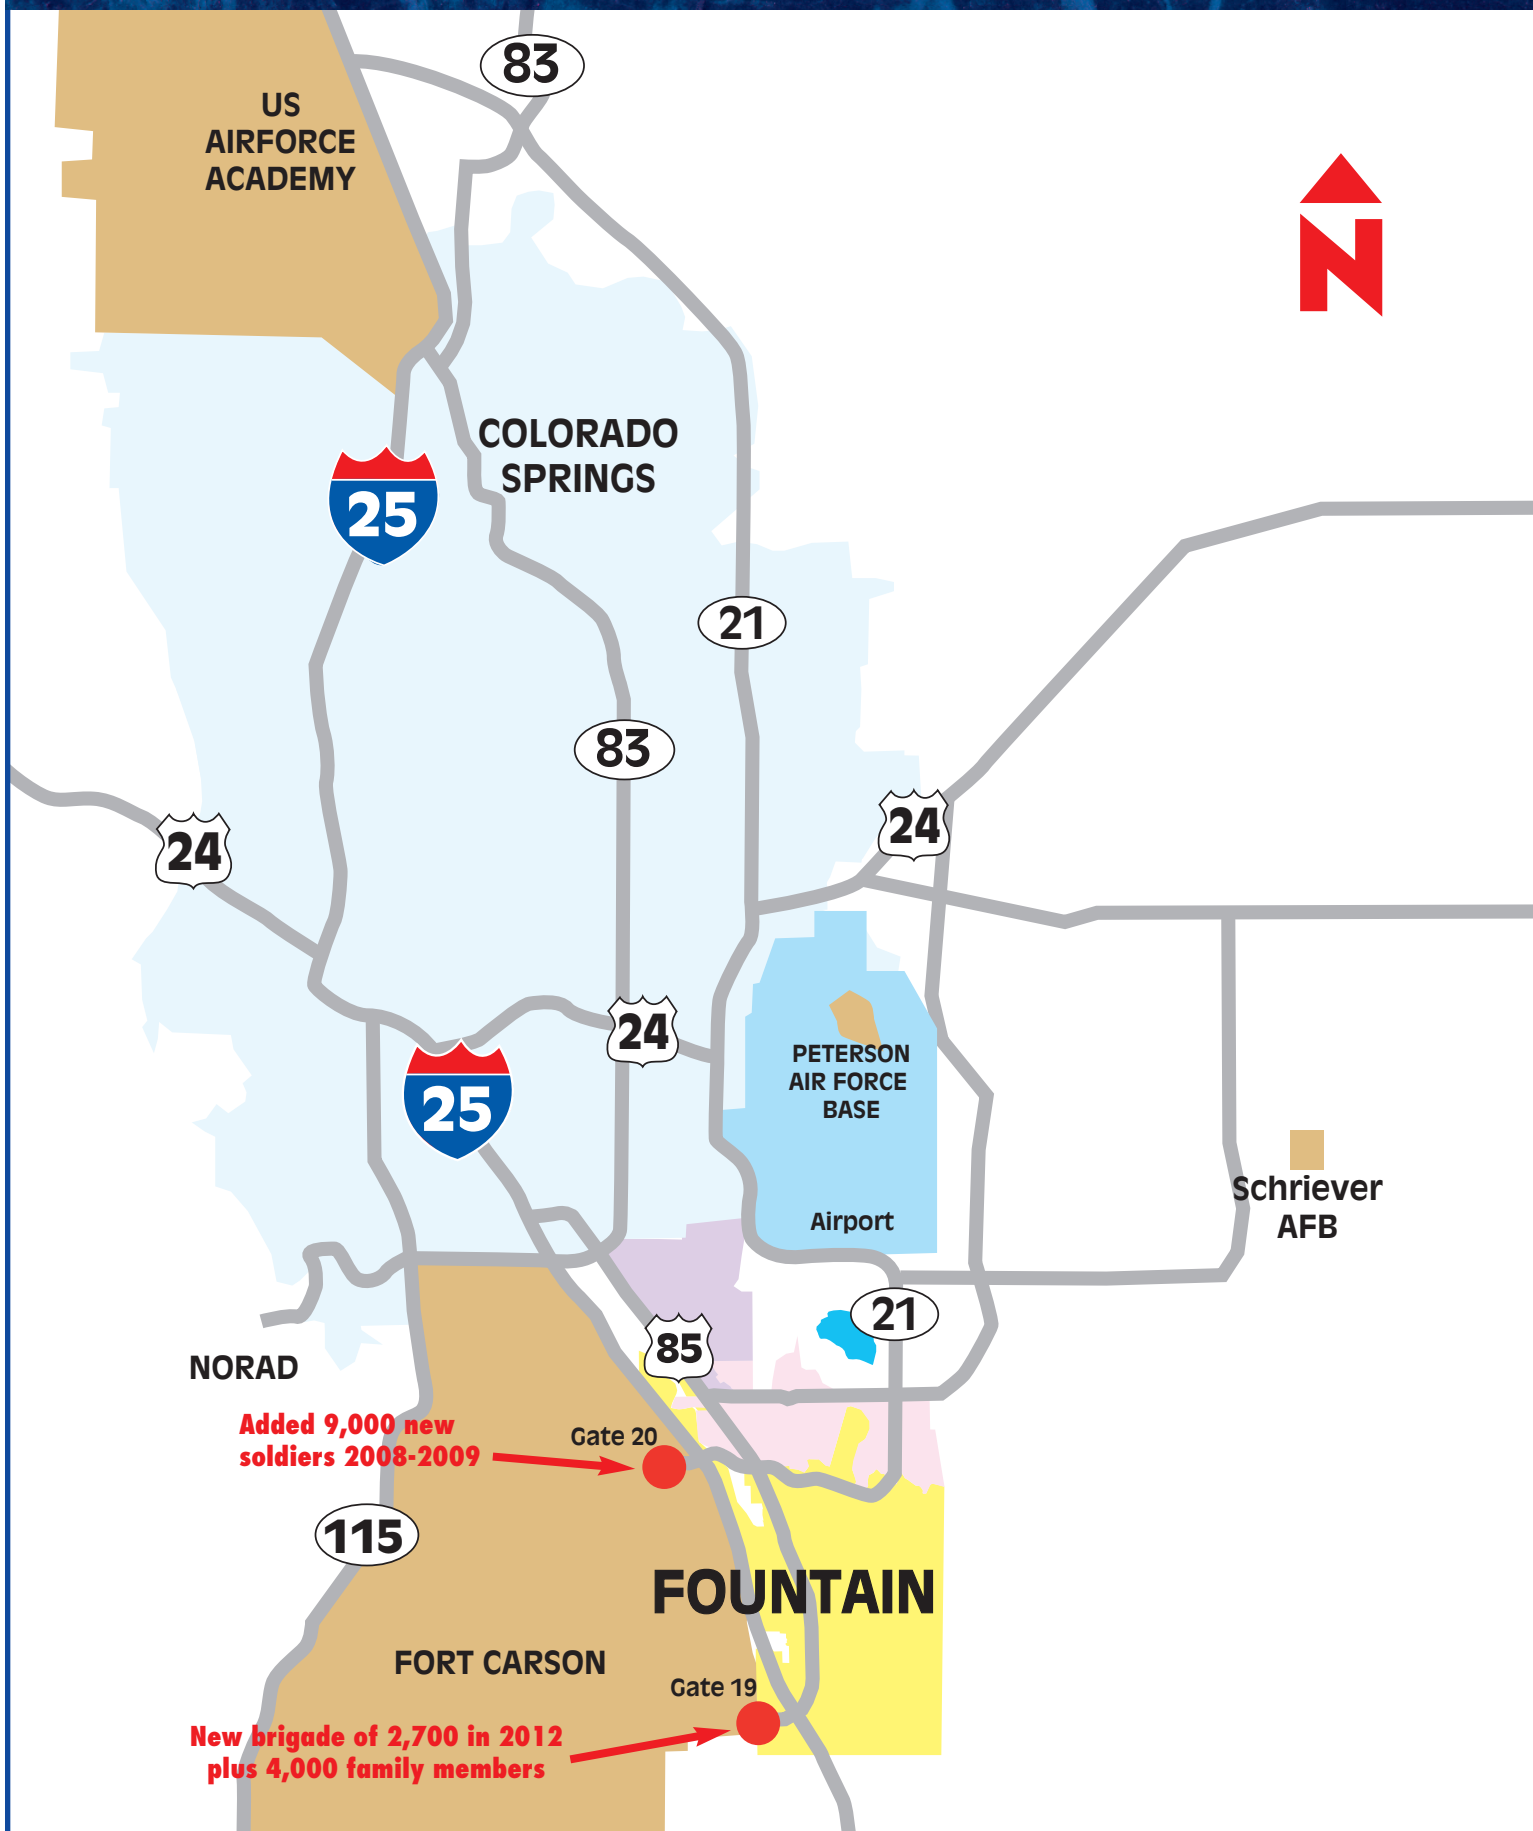 83
US
AIRFORCE
ACADEMY
N
COLORADO
SPRINGS
25
21
83
24
24
24
PETERSON
AIR FORCE
BASE
25
Schriever
AFB
Airport
21
85
NORAD
Added 9,000 new
soldiers 2008-2009
Gate 20
115
FOUNTAIN
FORT CARSON
Gate 19
New brigade of 2,700 in 2012
plus 4,000 family members